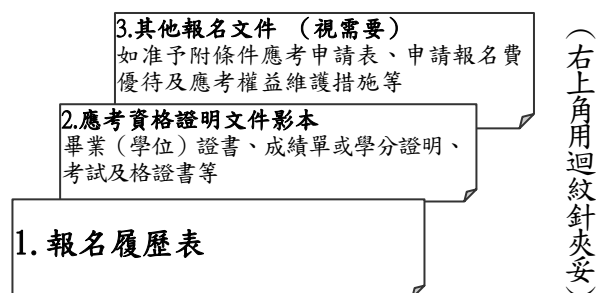 3.其他報名文件 （視需要）
如准予附條件應考申請表、申請報名費
優待及應考權益維護措施等
2.應考資格證明文件影本
畢業（學位）證書、成績單或學分證明、
考試及格證書等
1.報名履歷表
（右上角用迴紋針夾妥）